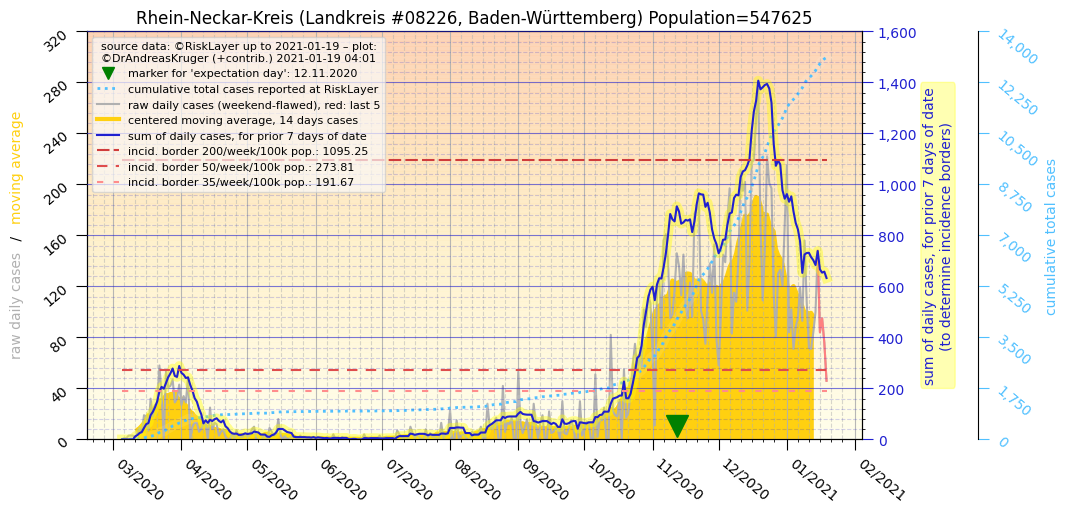 Rhein-Neckar-Kreis (Landkreis #08226, Baden-Württemberg) Population=547625
source data: ©RiskLayer up to 2021-01-19 – plot:
©DrAndreasKruger (+contrib.) 2021-01-19 04:01
marker for 'expectation day': 12.11.2020
cumulative total cases reported at RiskLayer
raw daily cases (weekend-flawed), red: last 5
centered moving average, 14 days cases
sum of daily cases, for prior 7 days of date
incid. border 200/week/100k pop.: 1095.25
incid. border 50/week/100k pop.: 273.81
incid. border 35/week/100k pop.: 191.67
raw daily cases / moving average
320
280
240
200
160
120
80
40
0
03/2020
04/2020
05/2020
06/2020
07/2020
08/2020
09/2020
10/2020
11/2020
12/2020
01/2021
02/2021
1,600
1,400
1,200
1,000
800
600
400
200
0
sum of daily cases, for prior 7 days of date
(to determine incidence borders)
14,000
12,250
10,500
8,750
7,000
5,250
3,500
1,750
0
cumulative total cases